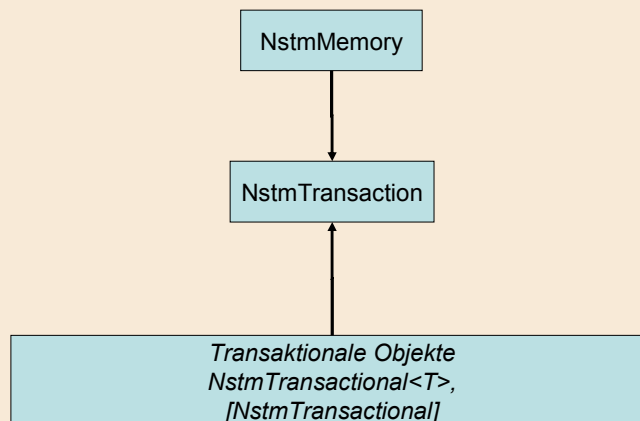 NstmMemory
NstmTransaction
Transaktionale Objekte
NstmTransactional<T>,
[NstmTransactional]